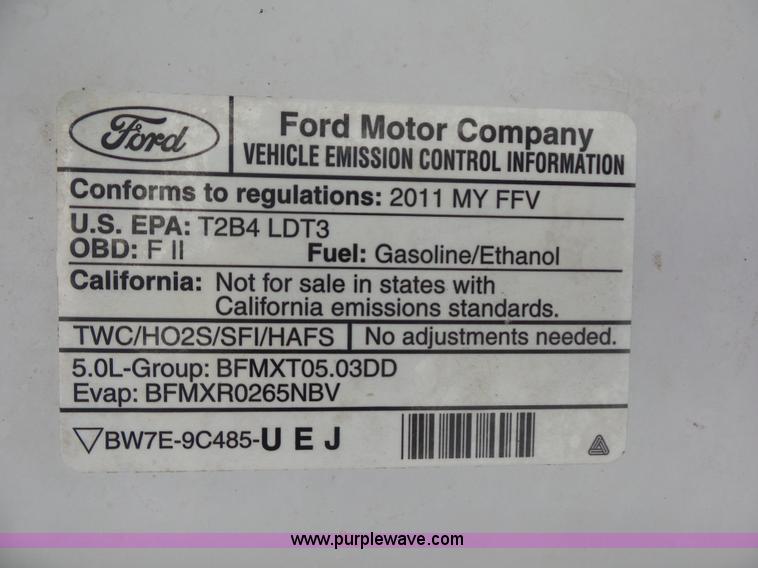 Ford
Ford Motor Company
VEHICLE EMISSION CONTROL INFORMATION
Conforms to regulations: 2011 MY FFV
U.S. EPA: T2B4 LDT3
OBD: F II Fuel: Gasoline/Ethanol
California: Not for sale in states with
California emissions standards.
TWC/HO2S/SFI/HAFS No adjustments needed.
5.0L-Group: BFMXT05.03DD
Evap: BFMXR0265NBV
BW7E-9C485-U E J
www.purplewave.com